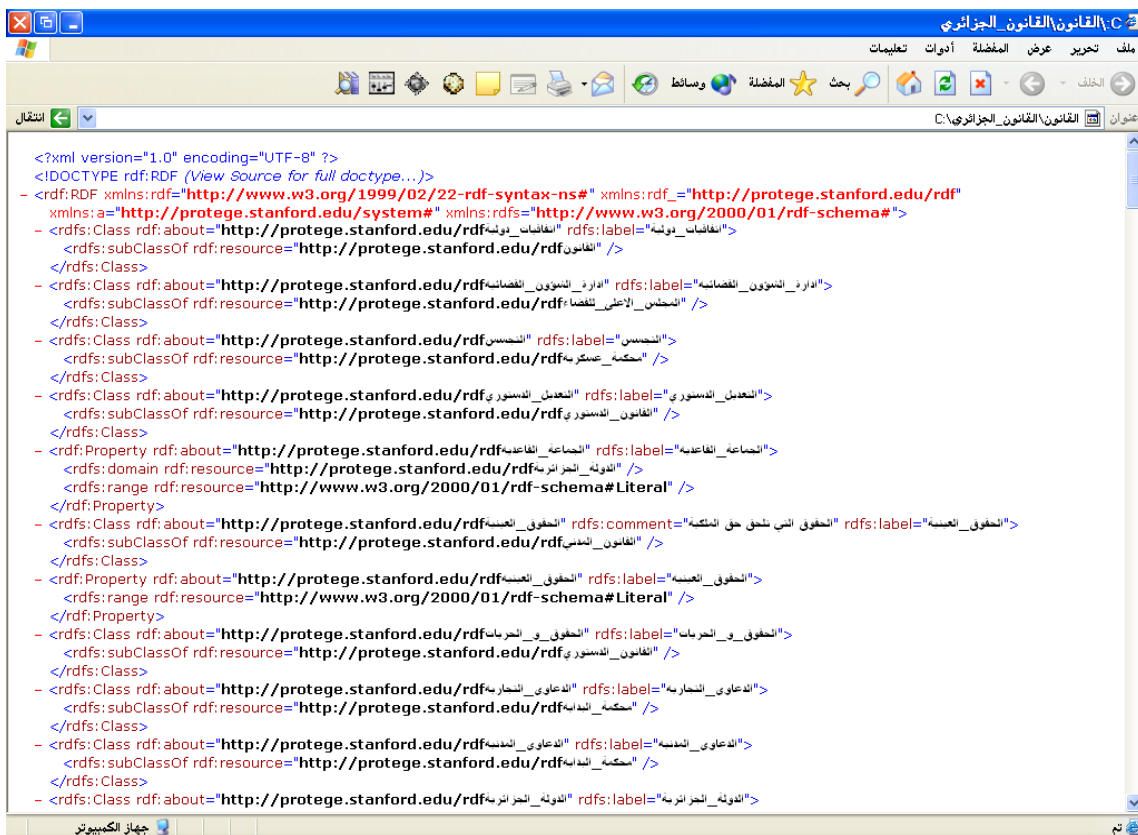 C:\القانون\القانون_الجزائري
ملف تحرير عرض المفضلة أدوات تعليمات
الخلف بحث المفضلة وسائط
عنوان C:\القانون\القانون_الجزائري انتقال
<?xml version="1.0" encoding="UTF-8" ?>
<!DOCTYPE rdf:RDF (View Source for full doctype...)>
- <rdf:RDF xmlns:rdf="http://www.w3.org/1999/02/22-rdf-syntax-ns#" xmlns:rdf_="http://protege.stanford.edu/rdf"
xmlns:a="http://protege.stanford.edu/system#" xmlns:rdfs="http://www.w3.org/2000/01/rdf-schema#">
- <rdfs:Class rdf:about="http://protege.stanford.edu/rdfاتفاقيات_دولية" rdfs:label="اتفاقيات_دولية">
<rdfs:subClassOf rdf:resource="http://protege.stanford.edu/rdfالقانون" />
</rdfs:Class>
- <rdfs:Class rdf:about="http://protege.stanford.edu/rdfادارة_الشؤون_القضائية" rdfs:label="ادارة_الشؤون_القضائية">
<rdfs:subClassOf rdf:resource="http://protege.stanford.edu/rdfالمجلس_الاعلى_للقضاء" />
</rdfs:Class>
- <rdfs:Class rdf:about="http://protege.stanford.edu/rdfالتجسس" rdfs:label="التجسس">
<rdfs:subClassOf rdf:resource="http://protege.stanford.edu/rdfمحكمة_عسكرية" />
</rdfs:Class>
- <rdfs:Class rdf:about="http://protege.stanford.edu/rdfالتعديل_الدستوري" rdfs:label="التعديل_الدستوري">
<rdfs:subClassOf rdf:resource="http://protege.stanford.edu/rdfالقانون_الدستوري" />
</rdfs:Class>
- <rdf:Property rdf:about="http://protege.stanford.edu/rdfالجماعة_القاعدية" rdfs:label="الجماعة_القاعدية">
<rdfs:domain rdf:resource="http://protege.stanford.edu/rdfالدولة_الجزائرية" />
<rdfs:range rdf:resource="http://www.w3.org/2000/01/rdf-schema#Literal" />
</rdf:Property>
- <rdfs:Class rdf:about="http://protege.stanford.edu/rdfالحقوق_العينية" rdfs:comment="الحقوق التي تلحق حق الملكية" rdfs:label="الحقوق_العينية">
<rdfs:subClassOf rdf:resource="http://protege.stanford.edu/rdfالقانون_المدني" />
</rdfs:Class>
- <rdf:Property rdf:about="http://protege.stanford.edu/rdfالحقوق_العينية" rdfs:label="الحقوق_العينية">
<rdfs:range rdf:resource="http://www.w3.org/2000/01/rdf-schema#Literal" />
</rdf:Property>
- <rdfs:Class rdf:about="http://protege.stanford.edu/rdfالحقوق_و_الحريات" rdfs:label="الحقوق_و_الحريات">
<rdfs:subClassOf rdf:resource="http://protege.stanford.edu/rdfالقانون_الدستوري" />
</rdfs:Class>
- <rdfs:Class rdf:about="http://protege.stanford.edu/rdfالدعاوى_التجارية" rdfs:label="الدعاوى_التجارية">
<rdfs:subClassOf rdf:resource="http://protege.stanford.edu/rdfمحكمة_البداية" />
</rdfs:Class>
- <rdfs:Class rdf:about="http://protege.stanford.edu/rdfالدعاوى_المدنية" rdfs:label="الدعاوى_المدنية">
<rdfs:subClassOf rdf:resource="http://protege.stanford.edu/rdfمحكمة_البداية" />
</rdfs:Class>
- <rdfs:Class rdf:about="http://protege.stanford.edu/rdfالدولة_الجزائرية" rdfs:label="الدولة_الجزائرية">
تم جهاز الكمبيوتر